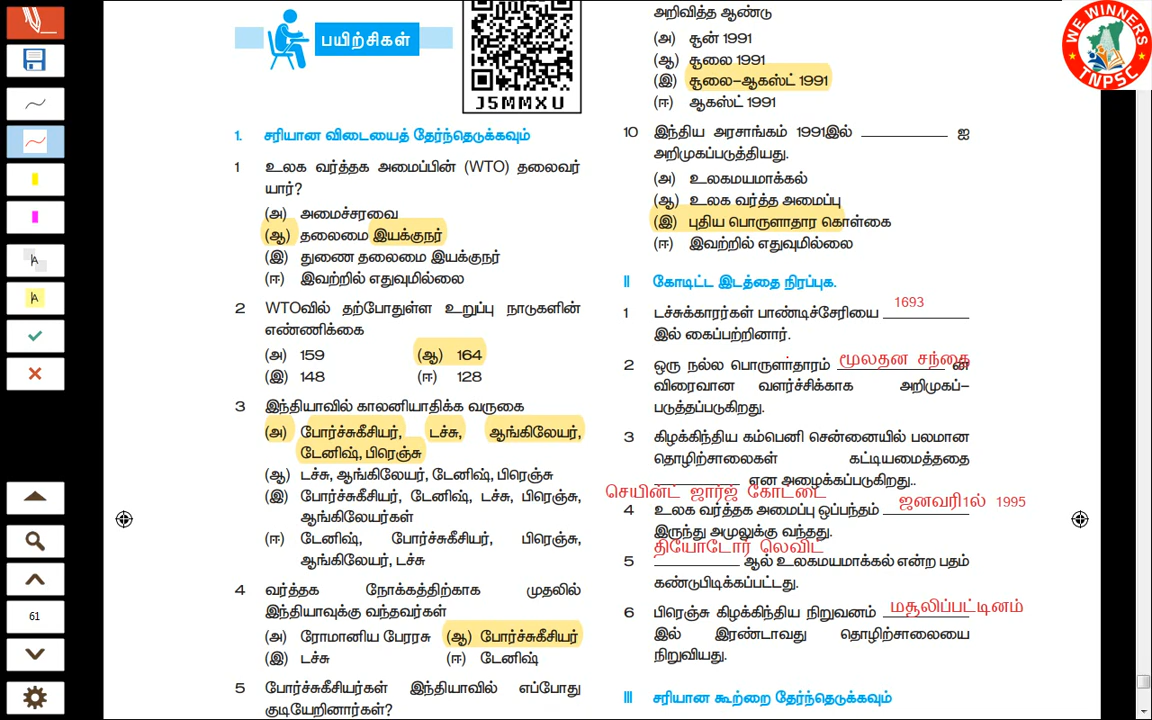 பயிற்சிகள்
J5MMXU
1. சரியான விடையைத் தேர்ந்தெடுக்கவும்
1 உலக வர்த்தக அமைப்பின் (WTO) தலைவர்
யார்?
(அ) அமைச்சரவை
(ஆ) தலைமை இயக்குநர்
(இ) துணை தலைமை இயக்குநர்
(ஈ) இவற்றில் எதுவுமில்லை
2 WTOவில் தற்போதுள்ள உறுப்பு நாடுகளின்
எண்ணிக்கை
(அ) 159 (ஆ) 164
(இ) 148 (ஈ) 128
3 இந்தியாவில் காலனியாதிக்க வருகை
(அ) போர்ச்சுகீசியர், டச்சு, ஆங்கிலேயர்,
டேனிஷ், பிரெஞ்சு
(ஆ) டச்சு, ஆங்கிலேயர், டேனிஷ், பிரெஞ்சு
(இ) போர்ச்சுகீசியர், டேனிஷ், டச்சு, பிரெஞ்சு,
ஆங்கிலேயர்கள்
(ஈ) டேனிஷ், போர்ச்சுகீசியர், பிரெஞ்சு,
ஆங்கிலேயர், டச்சு
4 வர்த்தக நோக்கத்திற்காக முதலில்
இந்தியாவுக்கு வந்தவர்கள்
(அ) ரோமானிய பேரரசு (ஆ) போர்ச்சுகீசியர்
(இ) டச்சு (ஈ) டேனிஷ்
5 போர்ச்சுகீசியர்கள் இந்தியாவில் எப்போது
குடியேறினார்கள்?
அறிவித்த ஆண்டு
(அ) சூன் 1991
(ஆ) சூலை 1991
(இ) சூலை–ஆகஸ்ட் 1991
(ஈ) ஆகஸ்ட் 1991
10 இந்திய அரசாங்கம் 1991இல் __________ ஐ
அறிமுகப்படுத்தியது.
(அ) உலகமயமாக்கல்
(ஆ) உலக வர்த்த அமைப்பு
(இ) புதிய பொருளாதார கொள்கை
(ஈ) இவற்றில் எதுவுமில்லை
II கோடிட்ட இடத்தை நிரப்புக.
1 டச்சுக்காரர்கள் பாண்டிச்சேரியை 1693
இல் கைப்பற்றினார்.
2 ஒரு நல்ல பொருளா்தாரம் மூலதன சந்தை ன்
விரைவான வளர்ச்சிக்காக அறிமுகப்–
படுத்தப்படுகிறது.
3 கிழக்கிந்திய கம்பெனி சென்னையில் பலமான
தொழிற்சாலைகள் கட்டியமைத்ததை
__________ என அமைக்கப்படுகிறது..
செயின்ட் ஜார்ஜ் கோட்டை
4 உலக வர்த்தக அமைப்பு ஒப்பந்தம் ஜனவரி1ல் 1995
இருந்து அமுலுக்கு வந்தது.
தியோடோர் லெவிட்
5 __________ ஆல் உலகமயமாக்கல் என்ற பதம்
கண்டுபிடிக்கப்பட்டது.
6 பிரெஞ்சு கிழக்கிந்திய நிறுவனம் மசூலிப்பட்டினம்
இல் இரண்டாவது தொழிற்சாலையை
நிறுவியது.
III சரியான கூற்றை தேர்ந்தெடுக்கவும்
WE WINNERS
TNPSC
61